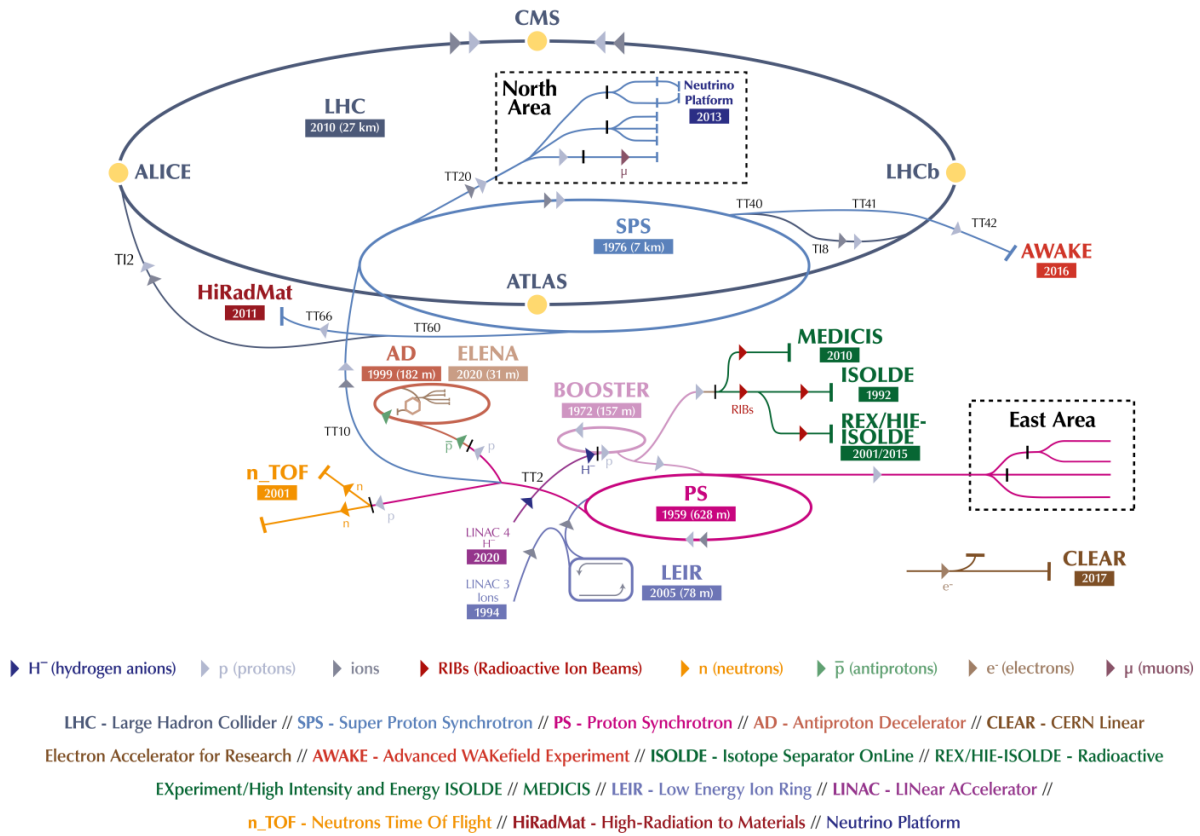 CMS
North
Area
Neutrino
Platform
2013
LHC
2010 (27 km)
ALICE
LHCb
μ
TT20
TT40
TT41
TT42
SPS
1976 (7 km)
TI8
AWAKE
2016
TI2
ATLAS
HiRadMat
2011
TT66
TT60
MEDICIS
2010
AD
1999 (182 m)
ELENA
2020 (31 m)
BOOSTER
1972 (157 m)
ISOLDE
1992
RIBs
REX/HIE-
ISOLDE
2001/2015
East Area
TT10
p̅
p
H⁻
p
TT2
n_TOF
2001
n
n
p
PS
1959 (628 m)
LINAC 4
H⁻
2020
LINAC 3
Ions
1994
LEIR
2005 (78 m)
CLEAR
2017
e⁻
H⁻ (hydrogen anions)
p (protons)
ions
RIBs (Radioactive Ion Beams)
n (neutrons)
p̅ (antiprotons)
e⁻ (electrons)
μ (muons)
LHC - Large Hadron Collider // SPS - Super Proton Synchrotron // PS - Proton Synchrotron // AD - Antiproton Decelerator // CLEAR - CERN Linear
Electron Accelerator for Research // AWAKE - Advanced WAKefield Experiment // ISOLDE - Isotope Separator OnLine // REX/HIE-ISOLDE - Radioactive
EXperiment/High Intensity and Energy ISOLDE // MEDICIS // LEIR - Low Energy Ion Ring // LINAC - LINear ACcelerator //
n_TOF - Neutrons Time Of Flight // HiRadMat - High-Radiation to Materials // Neutrino Platform